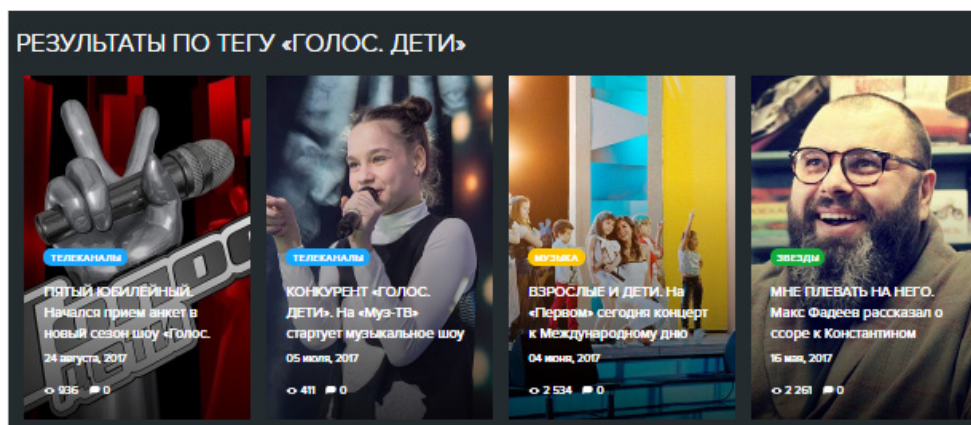 РЕЗУЛЬТАТЫ ПО ТЕГУ «ГОЛОС. ДЕТИ»
ТЕЛЕКАНАЛЫ
ПЯТЫЙ ЮБИЛЕЙНЫЙ.
Начался прием анкет в
новый сезон шоу «Голос.
24 августа, 2017
936 0
ТЕЛЕКАНАЛЫ
КОНКУРЕНТ «ГОЛОС.
ДЕТИ». На «Муз-ТВ»
стартует музыкальное шоу
05 июля, 2017
411 0
МУЗЫКА
ВЗРОСЛЫЕ И ДЕТИ. На
«Первом» сегодня концерт
к Международному дню
04 июня, 2017
2 534 0
ЗВЕЗДЫ
МНЕ ПЛЕВАТЬ НА НЕГО.
Макс Фадеев рассказал о
ссоре к Константином
16 мая, 2017
2 261 0